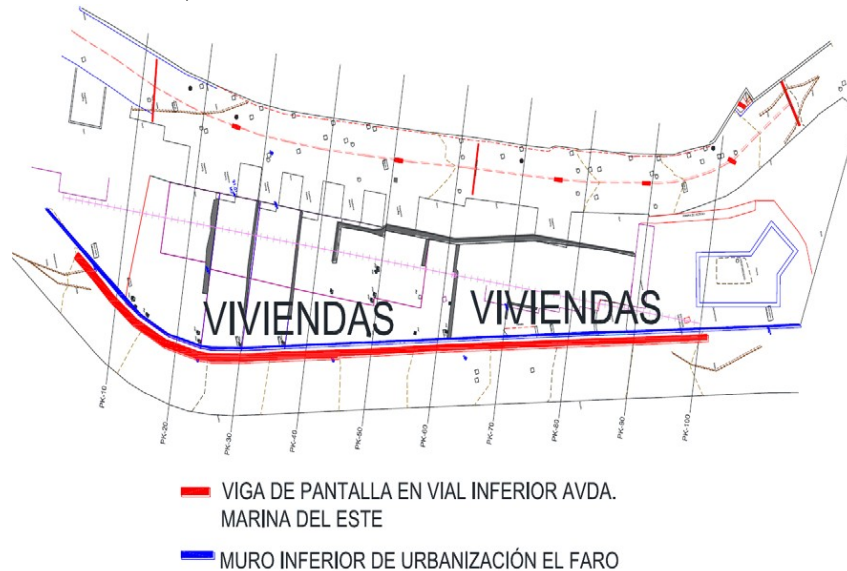 VIVIENDAS
VIVIENDAS
PK-10
PK-20
PK-30
PK-40
PK-50
PK-60
PK-70
PK-80
PK-90
PK-100
VIGA DE PANTALLA EN VIAL INFERIOR AVDA.
MARINA DEL ESTE
MURO INFERIOR DE URBANIZACIÓN EL FARO